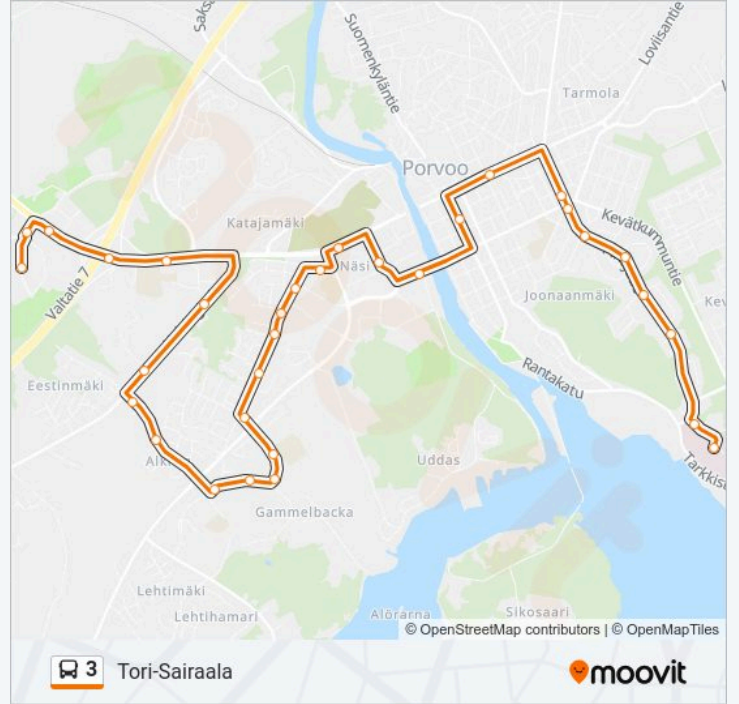 Suomenkyläntie
Loviisantie
Tarmola
Porvoo
Katajamäki
Kevätkummuntie
Näsi
Valtatie 7
Joonaanmäki
Eestinmäki
Rantakatu
Uddas
Gammelbacka
Lehtimäki
Lehtihamari
Alörarna
Sikosaari
© OpenStreetMap contributors | © OpenMapTiles
3 Tori-Sairaala
moovit